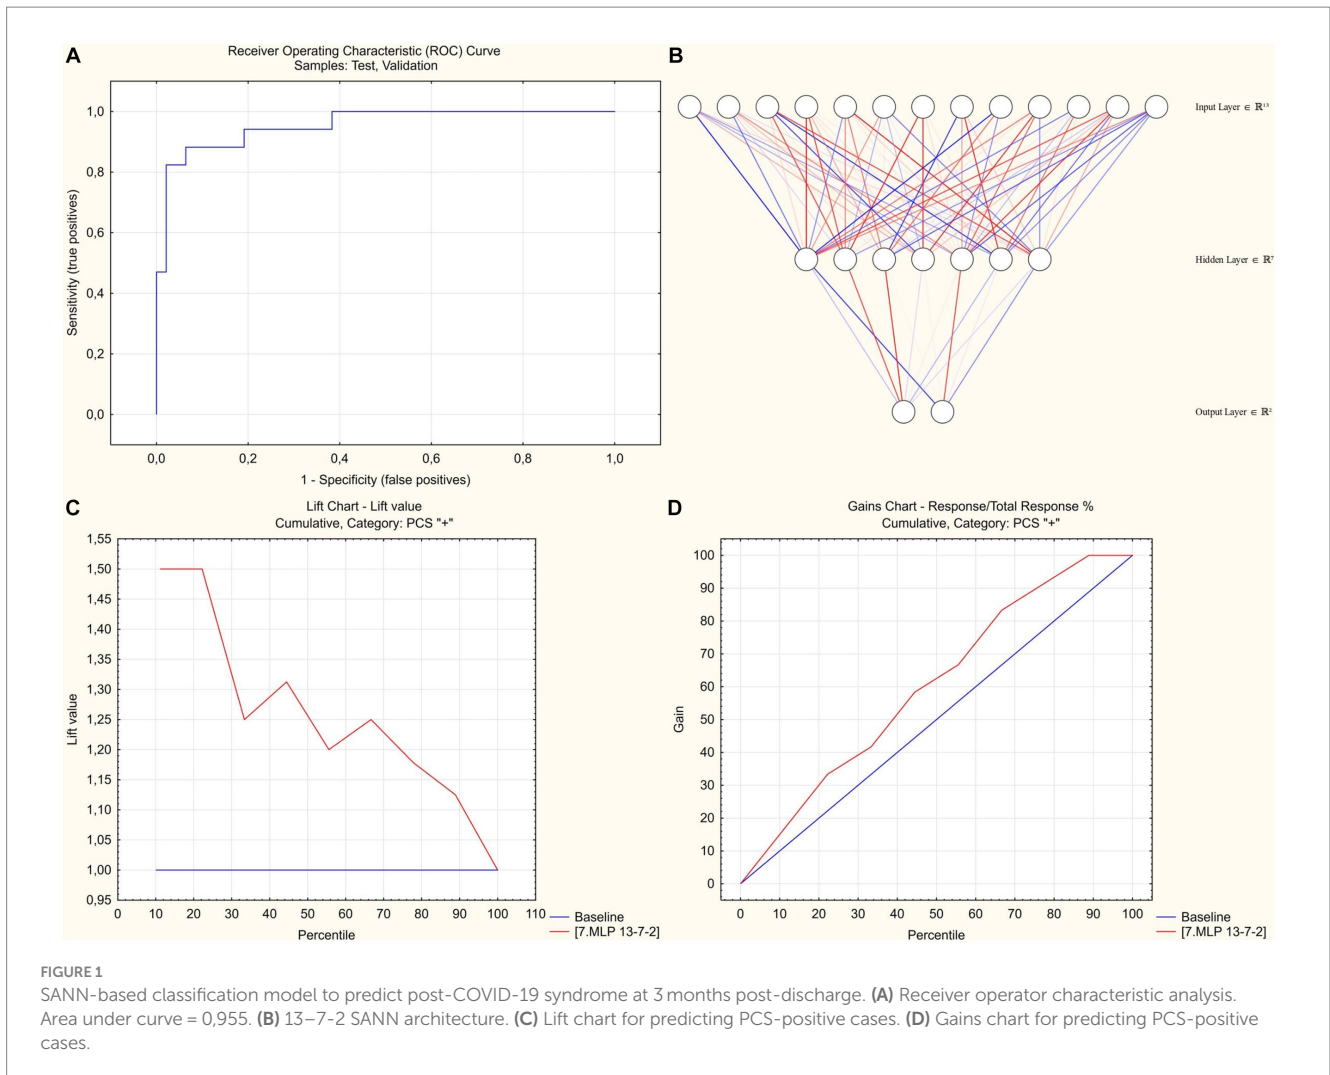 A
Receiver Operating Characteristic (ROC) Curve
Samples: Test, Validation
Sensitivity (true positives)
1,0
0,8
0,6
0,4
0,2
0,0
0,0 0,2 0,4 0,6 0,8 1,0
1 - Specificity (false positives)
B
Input Layer ∈ ℝ¹³
Hidden Layer ∈ ℝ⁷
Output Layer ∈ ℝ²
C
Lift Chart - Lift value
Cumulative, Category: PCS "+"
Lift value
1,55
1,50
1,45
1,40
1,35
1,30
1,25
1,20
1,15
1,10
1,05
1,00
0,95
0 10 20 30 40 50 60 70 80 90 100 110
Percentile
Baseline
[7.MLP 13-7-2]
D
Gains Chart - Response/Total Response %
Cumulative, Category: PCS "+"
Gain
100
90
80
70
60
50
40
30
20
10
0
0 10 20 30 40 50 60 70 80 90 100
Percentile
Baseline
[7.MLP 13-7-2]
FIGURE 1
SANN-based classification model to predict post-COVID-19 syndrome at 3 months post-discharge. (A) Receiver operator characteristic analysis.
Area under curve = 0,955. (B) 13–7-2 SANN architecture. (C) Lift chart for predicting PCS-positive cases. (D) Gains chart for predicting PCS-positive
cases.